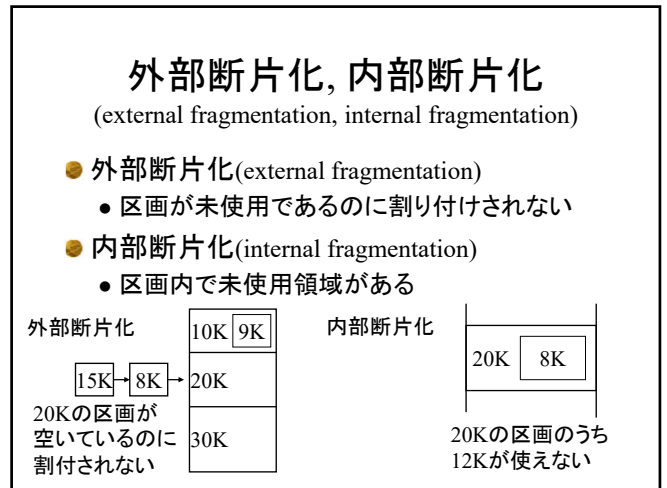 外部断片化, 内部断片化
(external fragmentation, internal fragmentation)
外部断片化(external fragmentation)
● 区画が未使用であるのに割り付けされない
内部断片化(internal fragmentation)
● 区画内で未使用領域がある
外部断片化
10K 9K
15K 8K 20K
20Kの区画が
空いているのに
割付されない
30K
内部断片化
20K 8K
20Kの区画のうち
12Kが使えない